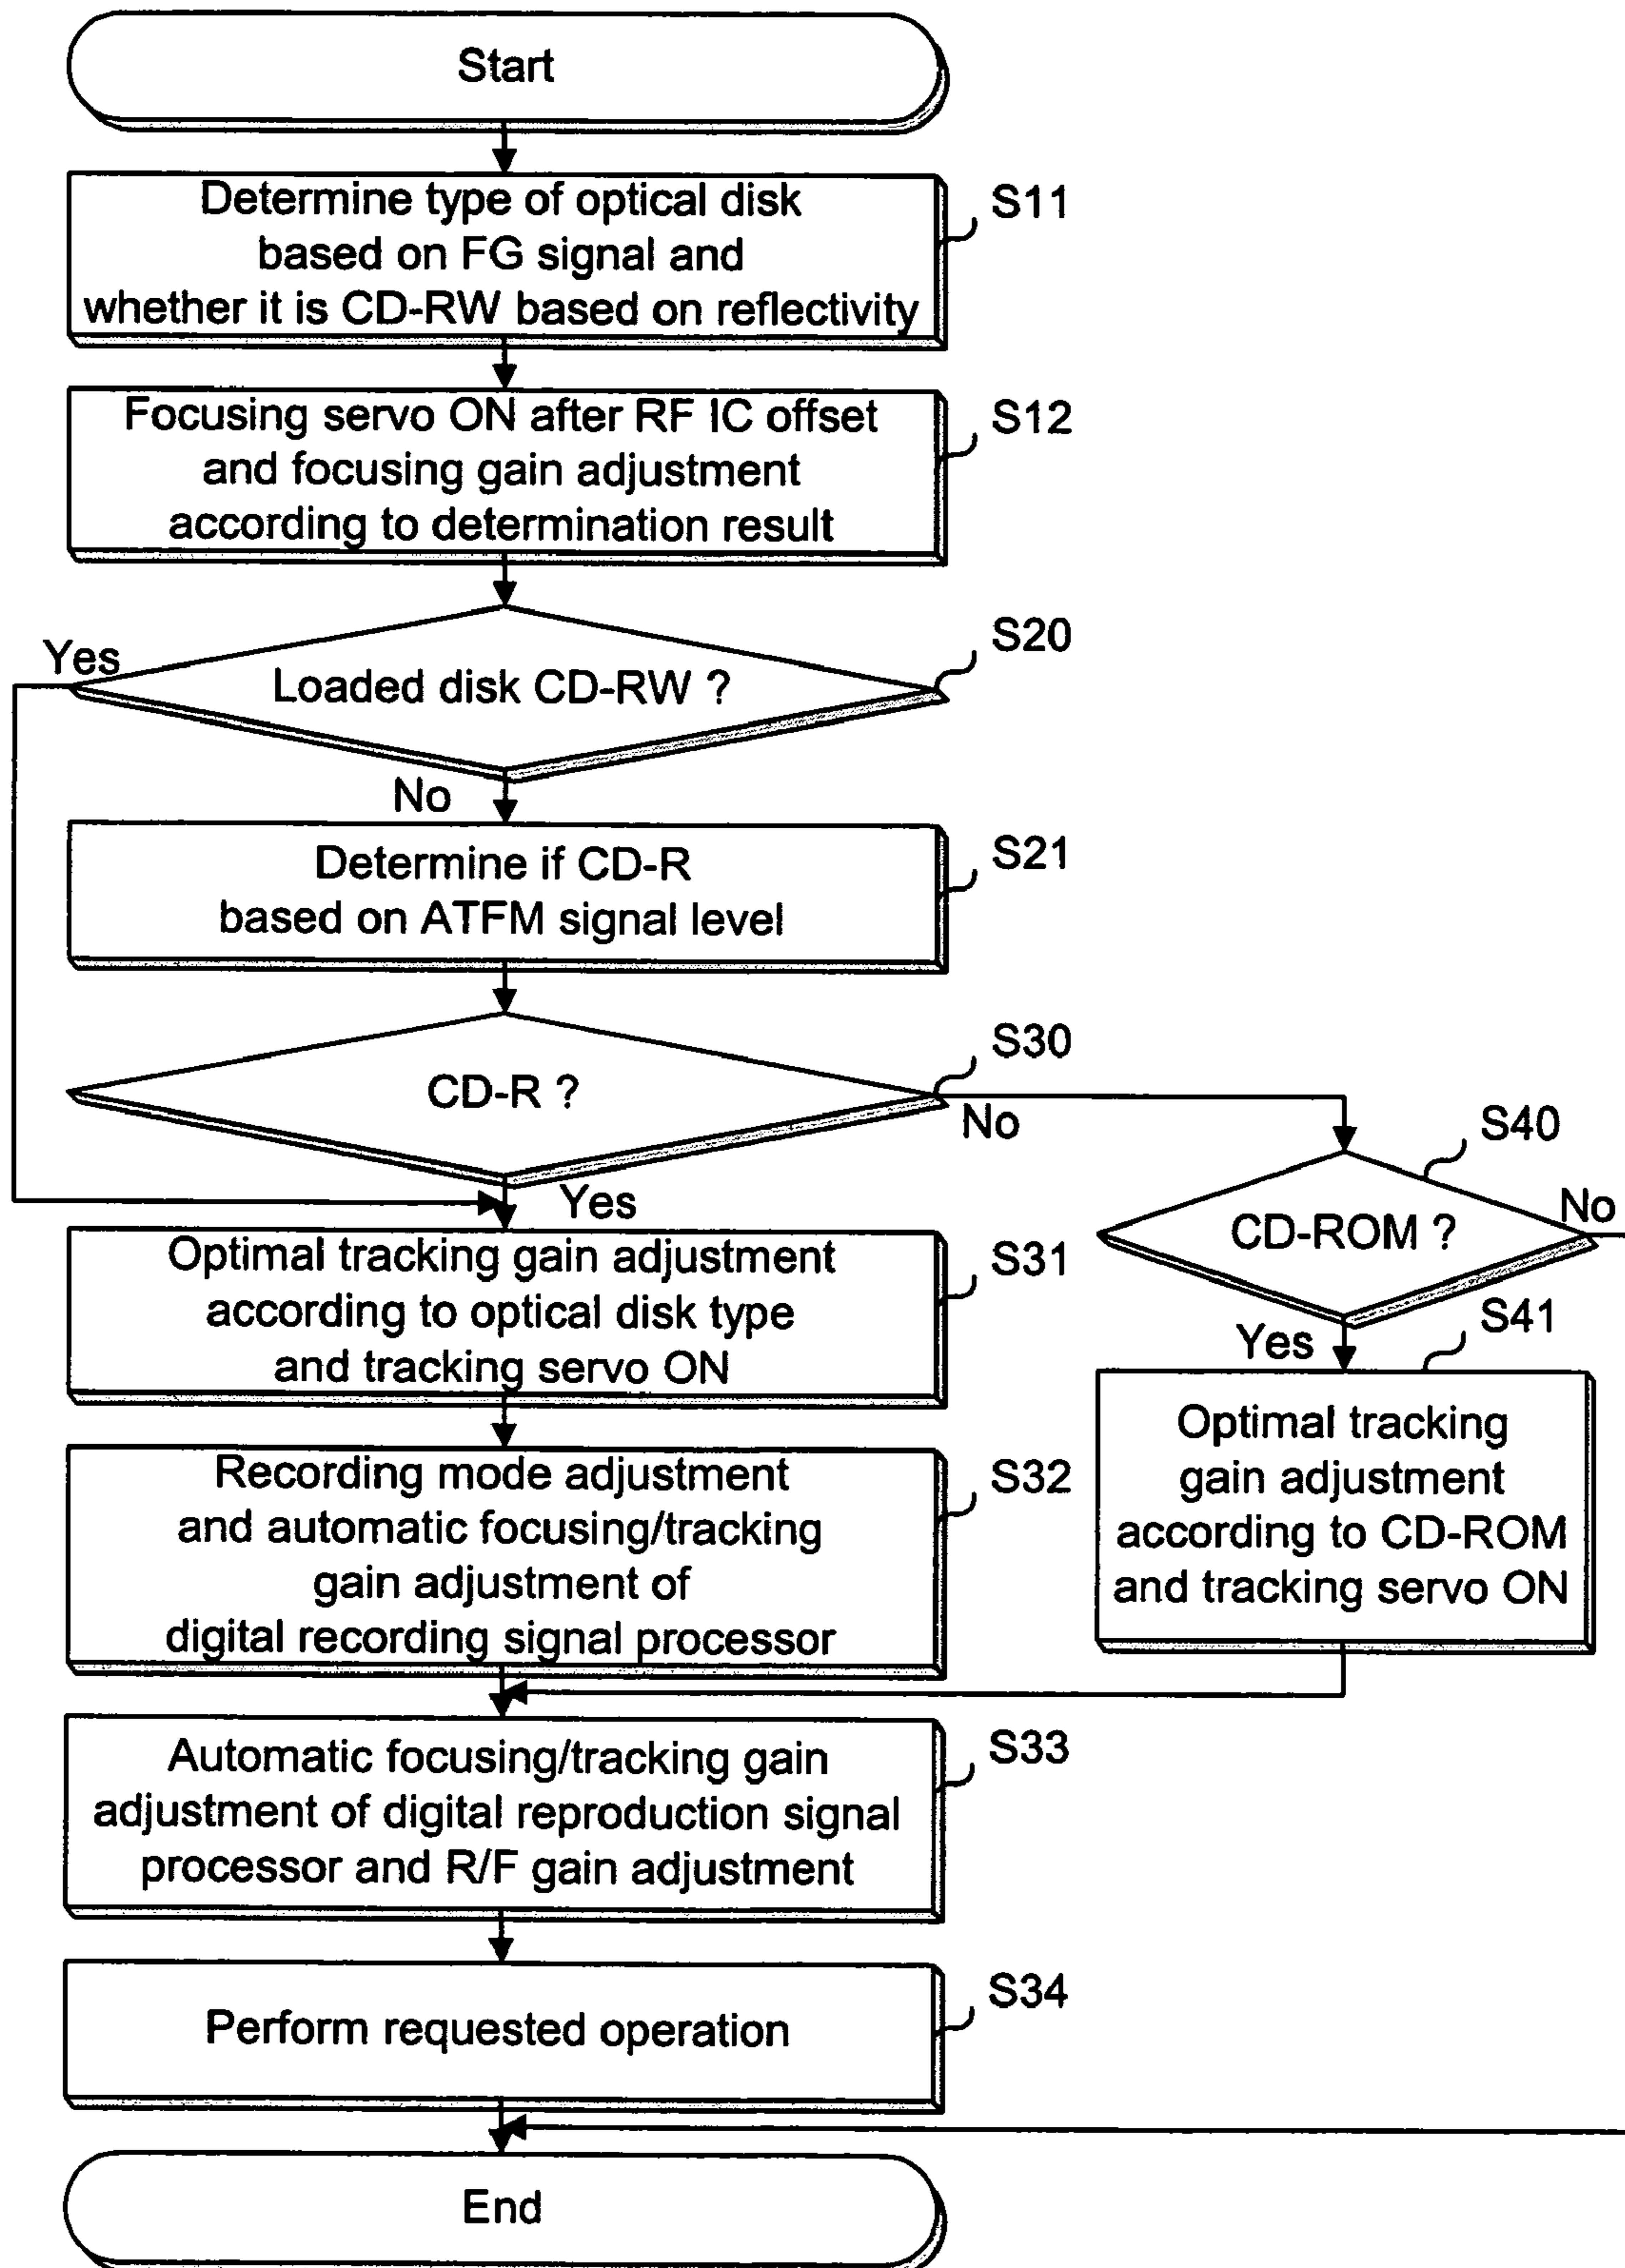 Start
Determine type of optical disk
based on FG signal and
whether it is CD-RW based on reflectivity
S11
Focusing servo ON after RF IC offset
and focusing gain adjustment
according to determination result
S12
Yes
Loaded disk CD-RW ?
S20
No
Determine if CD-R
based on ATFM signal level
S21
CD-R ?
S30
No
Yes
S40
CD-ROM ?
No
Yes
S41
Optimal tracking gain adjustment
according to optical disk type
and tracking servo ON
S31
Optimal tracking
gain adjustment
according to CD-ROM
and tracking servo ON
Recording mode adjustment
and automatic focusing/tracking
gain adjustment of
digital recording signal processor
S32
Automatic focusing/tracking gain
adjustment of digital reproduction signal
processor and R/F gain adjustment
S33
Perform requested operation
S34
End